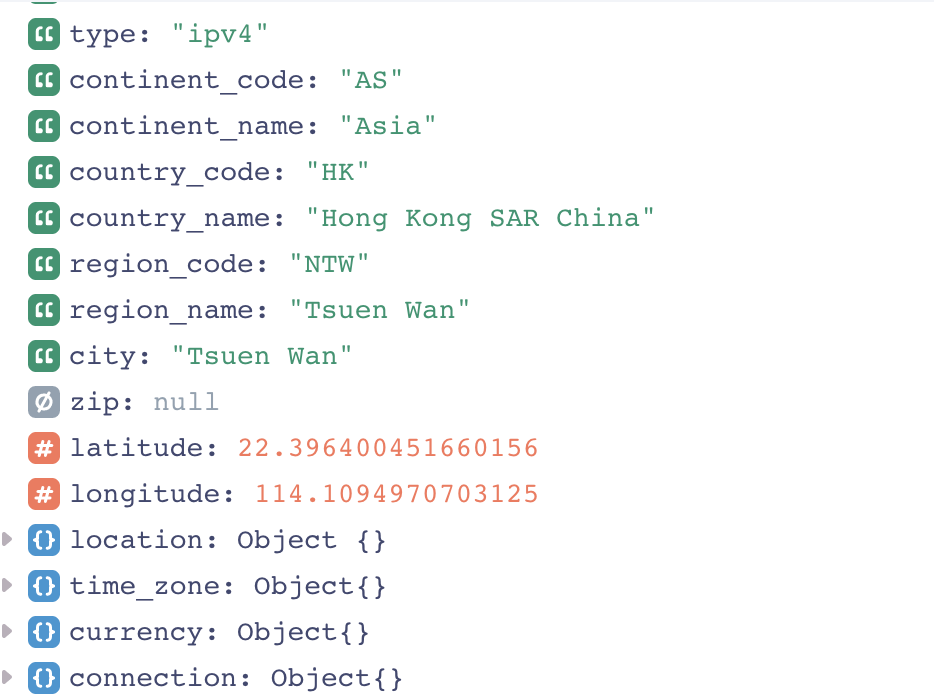 type: "ipv4"
continent_code: "AS"
continent_name: "Asia"
country_code: "HK"
country_name: "Hong Kong SAR China"
region_code: "NTW"
region_name: "Tsuen Wan"
city: "Tsuen Wan"
zip: null
# latitude: 22.396400451660156
# longitude: 114.1094970703125
{} location: Object {}
{} time_zone: Object{}
{} currency: Object{}
{} connection: Object{}